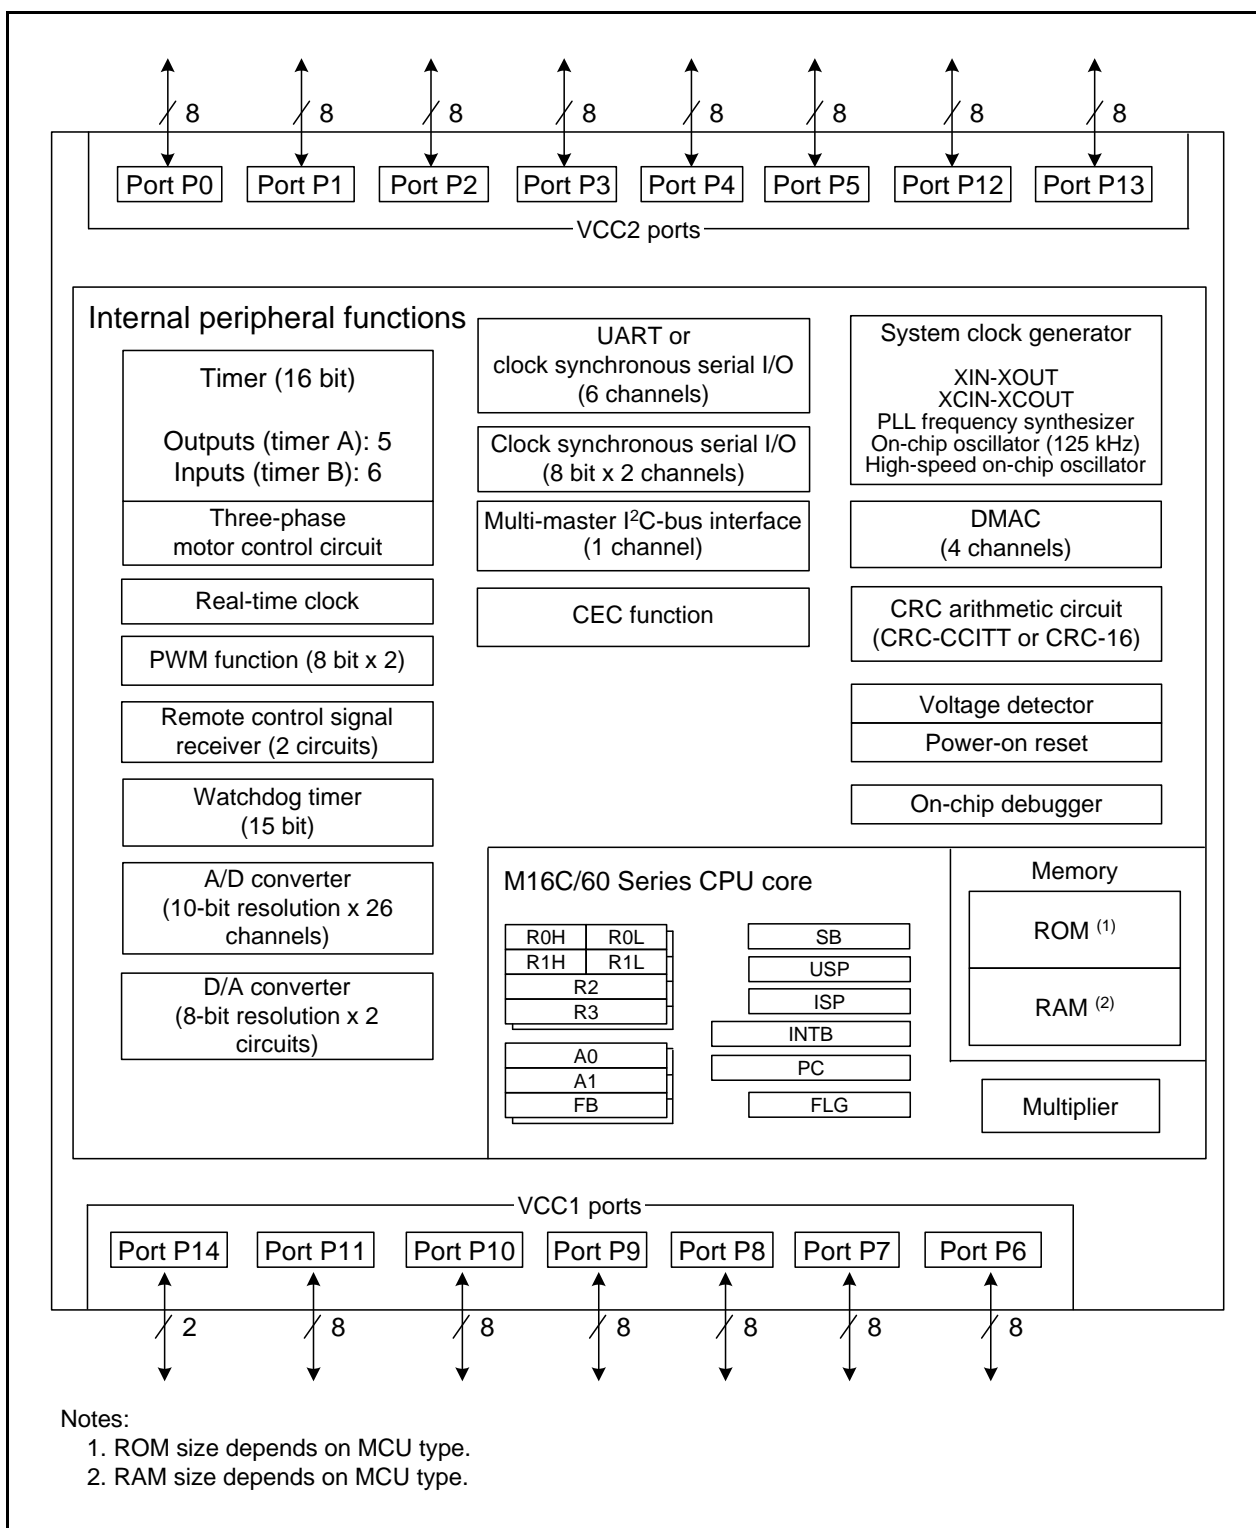 8 8 8 8 8 8 8 8
Port P0 Port P1 Port P2 Port P3 Port P4 Port P5 Port P12 Port P13
VCC2 ports
Internal peripheral functions
Timer (16 bit)
Outputs (timer A): 5
Inputs (timer B): 6
Three-phase
motor control circuit
Real-time clock
PWM function (8 bit x 2)
Remote control signal
receiver (2 circuits)
Watchdog timer
(15 bit)
A/D converter
(10-bit resolution x 26
channels)
D/A converter
(8-bit resolution x 2
circuits)
UART or
clock synchronous serial I/O
(6 channels)
Clock synchronous serial I/O
(8 bit x 2 channels)
Multi-master I²C-bus interface
(1 channel)
CEC function
System clock generator
XIN-XOUT
XCIN-XCOUT
PLL frequency synthesizer
On-chip oscillator (125 kHz)
High-speed on-chip oscillator
DMAC
(4 channels)
CRC arithmetic circuit
(CRC-CCITT or CRC-16)
Voltage detector
Power-on reset
On-chip debugger
M16C/60 Series CPU core
R0H R0L
R1H R1L
R2
R3
A0
A1
FB
SB
USP
ISP
INTB
PC
FLG
Memory
ROM (1)
RAM (2)
Multiplier
VCC1 ports
Port P14 Port P11 Port P10 Port P9 Port P8 Port P7 Port P6
2 8 8 8 8 8 8
Notes:
1. ROM size depends on MCU type.
2. RAM size depends on MCU type.